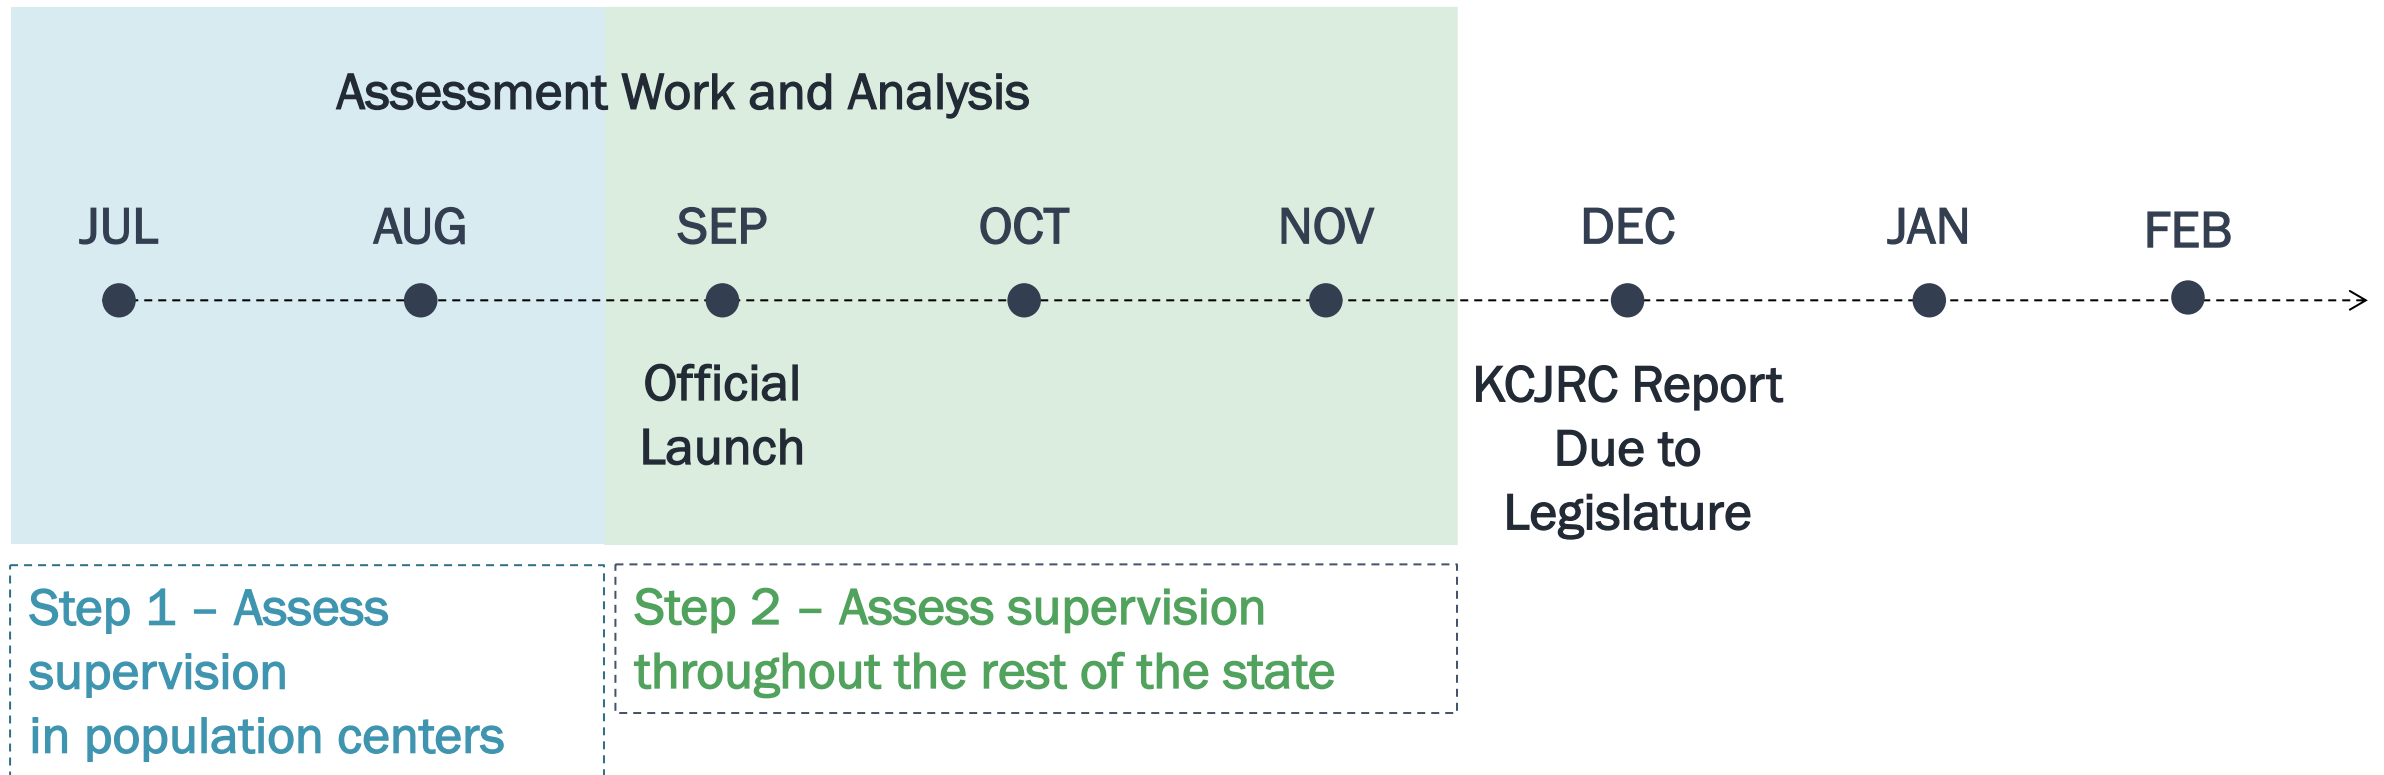 Assessment Work and Analysis
JUL AUG SEP OCT NOV DEC JAN FEB
Official
Launch
KCJRC Report
Due to
Legislature
Step 1 – Assess
supervision
in population centers
Step 2 – Assess supervision
throughout the rest of the state